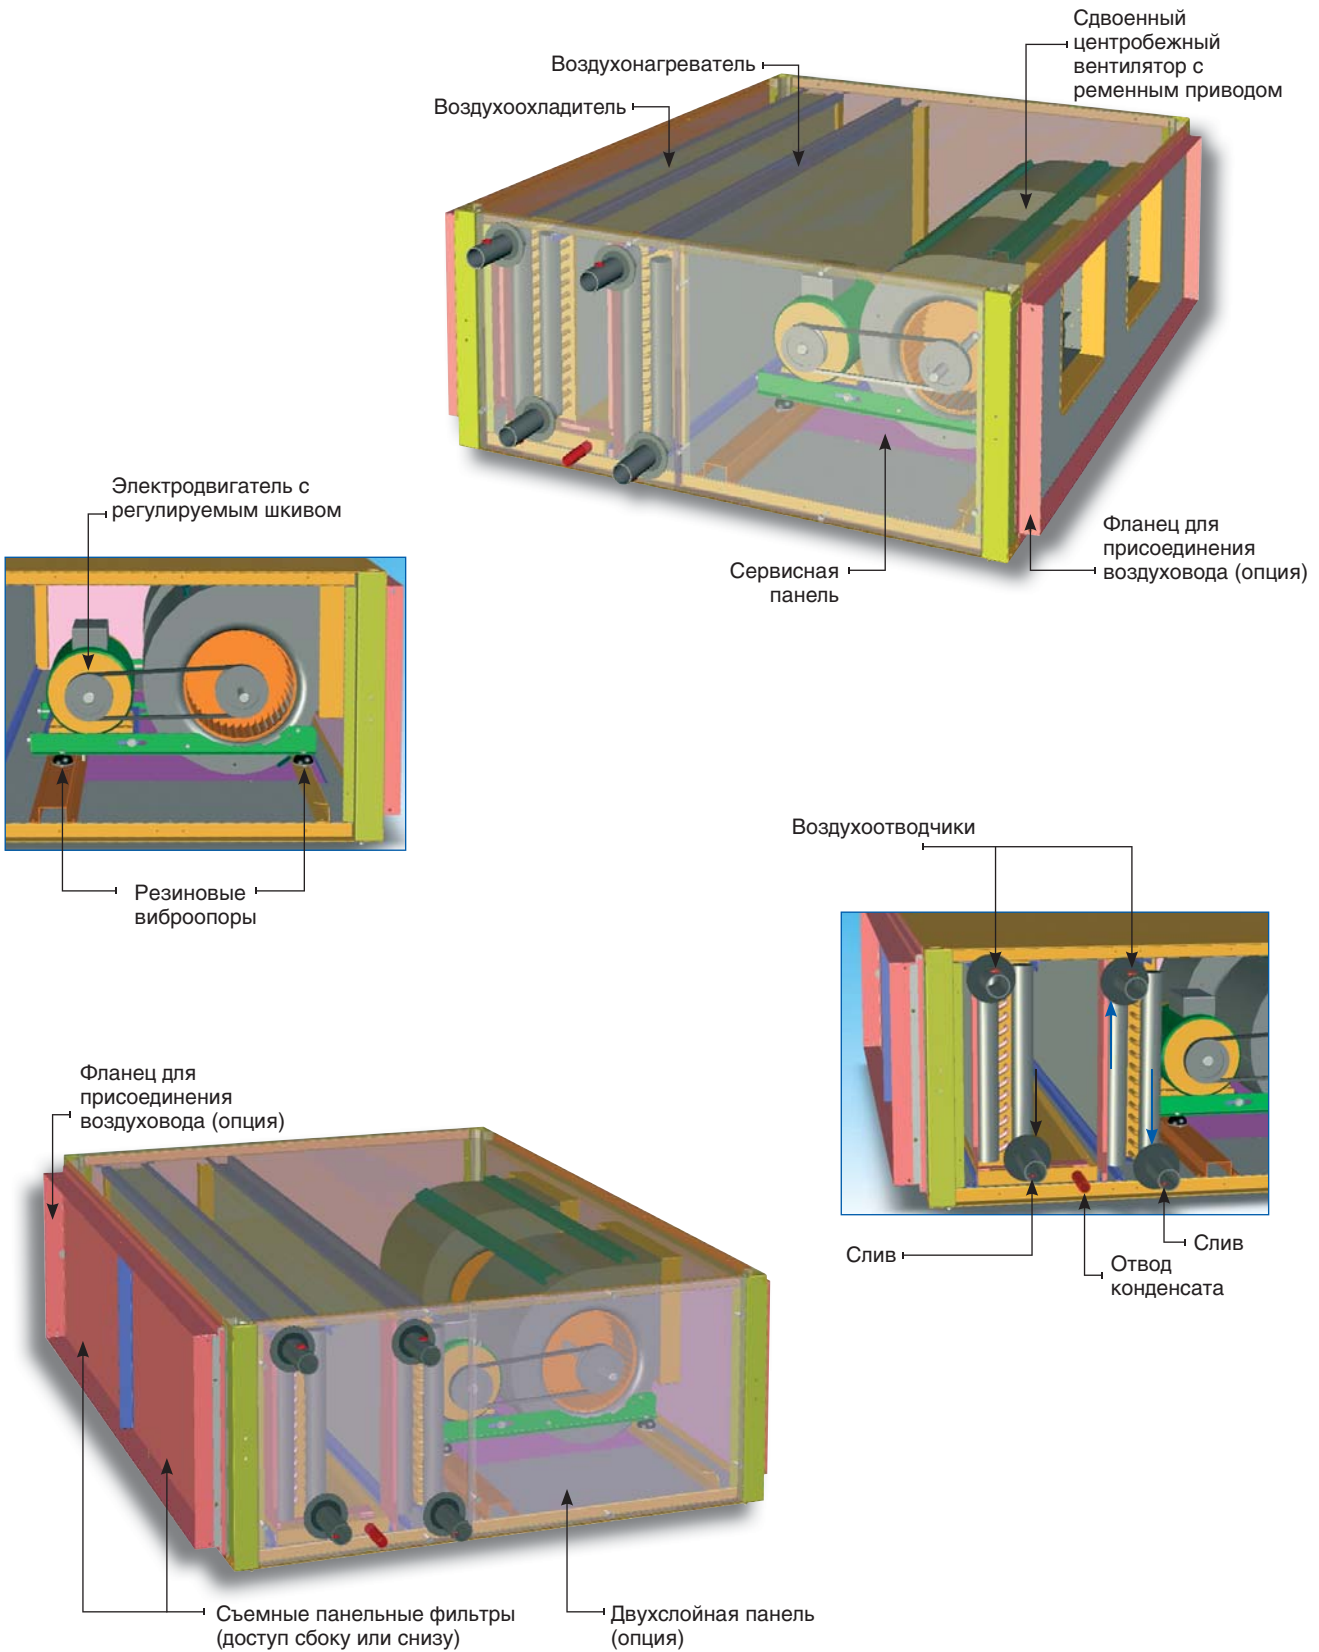 Сдвоенный
центробежный
вентилятор с
ременным приводом
Воздухонагреватель
Воздухоохладитель
Электродвигатель с
регулируемым шкивом
Сервисная
панель
Фланец для
присоединения
воздуховода (опция)
Резиновые
виброопоры
Воздухоотводчики
Фланец для
присоединения
воздуховода (опция)
Слив
Отвод
конденсата
Слив
Съемные панельные фильтры
(доступ сбоку или снизу)
Двухслойная панель
(опция)